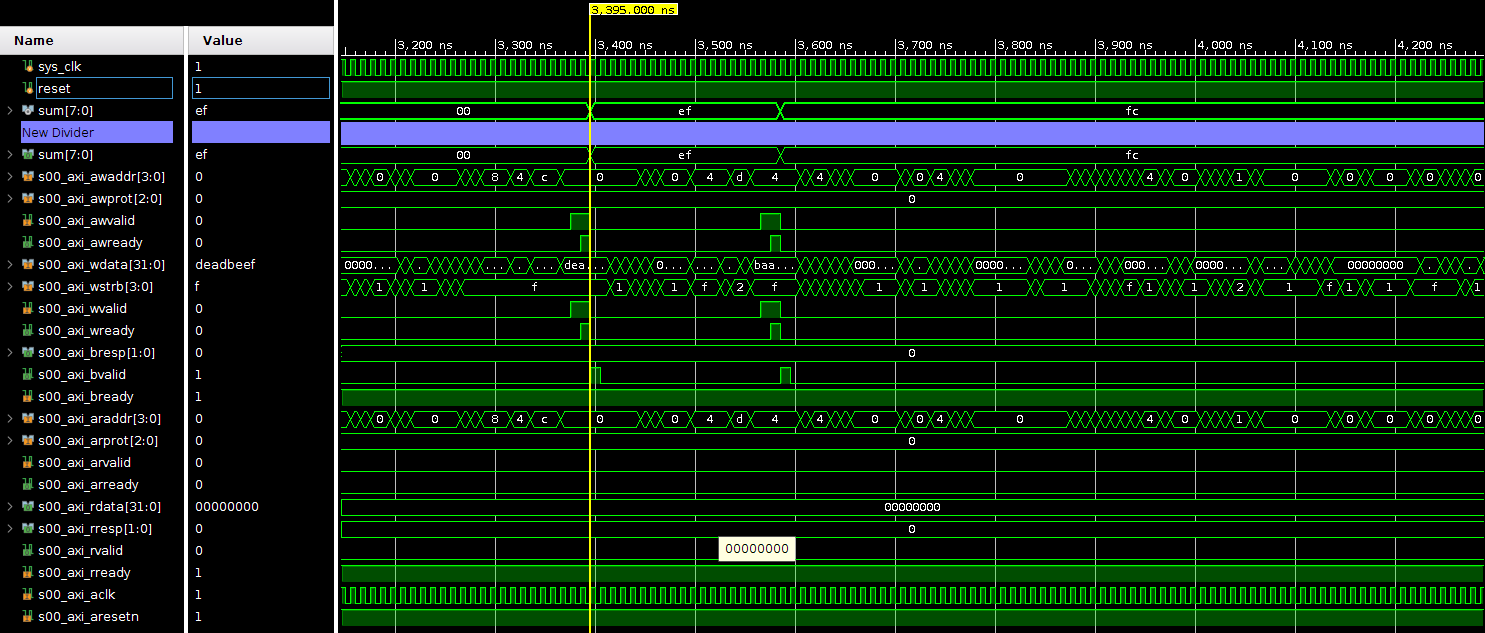 3,395.000 ns
Name Value 3,200 ns 3,300 ns 3,400 ns 3,500 ns 3,600 ns 3,700 ns 3,800 ns 3,900 ns 4,000 ns 4,100 ns 4,200 ns
sys_clk 1
reset 1
sum[7:0] ef 00 ef fc
New Divider
sum[7:0] ef 00 ef fc
s00_axi_awaddr[3:0] 0 0 0 8 4 c 0 0 4 d 4 4 0 0 4 0 4 0 1 0 0 0 0 0
s00_axi_awprot[2:0] 0 0
s00_axi_awvalid 0
s00_axi_awready 0
s00_axi_wdata[31:0] deadbeef 0000... . ... . ... dea... 0... ... . baa... 000... . . 0000... 0... 000... 0000... . 00000000 . . .
s00_axi_wstrb[3:0] f 1 1 f 1 1 f 2 f 1 1 1 1 f 1 1 2 1 f 1 1 f 1
s00_axi_wvalid 0
s00_axi_wready 0
s00_axi_bresp[1:0] 0 0
s00_axi_bvalid 1
s00_axi_bready 1
s00_axi_araddr[3:0] 0 0 0 8 4 c 0 0 4 d 4 4 0 0 4 0 4 0 1 0 0 0 0 0
s00_axi_arprot[2:0] 0 0
s00_axi_arvalid 0
s00_axi_arready 0
s00_axi_rdata[31:0] 00000000 00000000
s00_axi_rresp[1:0] 0 0
s00_axi_rvalid 0 00000000
s00_axi_rready 1
s00_axi_aclk 1
s00_axi_aresetn 1